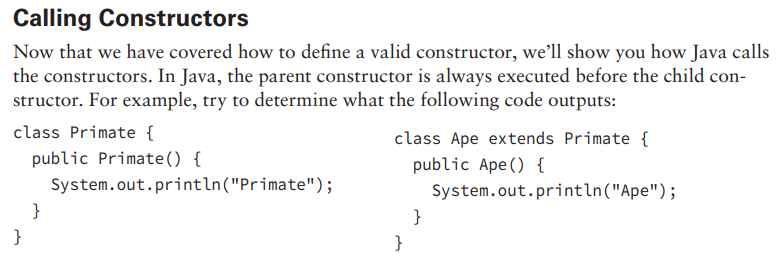 Calling Constructors
Now that we have covered how to define a valid constructor, we’ll show you how Java calls
the constructors. In Java, the parent constructor is always executed before the child con-
structor. For example, try to determine what the following code outputs:
class Primate {
  public Primate() {
    System.out.println("Primate");
  }
}
class Ape extends Primate {
  public Ape() {
    System.out.println("Ape");
  }
}